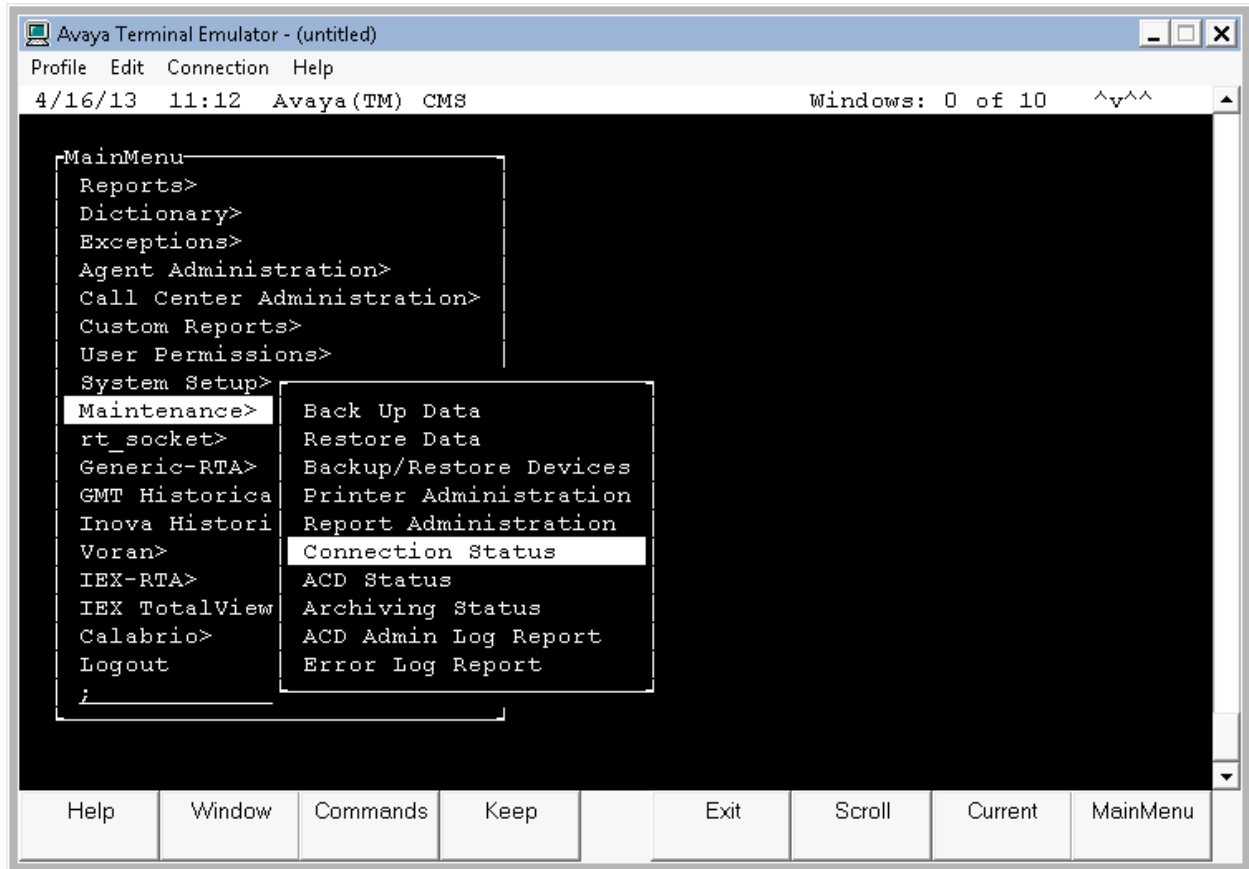 Avaya Terminal Emulator - (untitled)
Profile Edit Connection Help
4/16/13 11:12 Avaya(TM) CMS Windows: 0 of 10 ^v^^
MainMenu
Reports>
Dictionary>
Exceptions>
Agent Administration>
Call Center Administration>
Custom Reports>
User Permissions>
System Setup>
Maintenance> Back Up Data
rt_socket> Restore Data
Generic-RTA> Backup/Restore Devices
GMT Historica Printer Administration
Inova Histori Report Administration
Voran> Connection Status
IEX-RTA> ACD Status
IEX TotalView Archiving Status
Calabrio> ACD Admin Log Report
Logout Error Log Report
;
Help Window Commands Keep Exit Scroll Current MainMenu